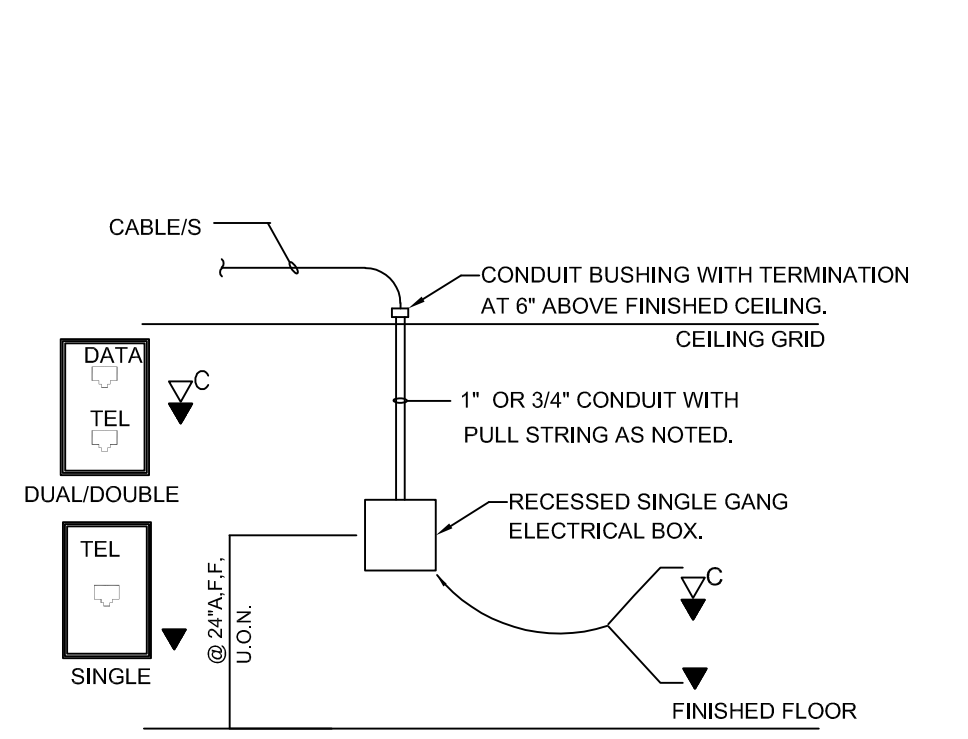 CABLE/S
CONDUIT BUSHING WITH TERMINATION
AT 6" ABOVE FINISHED CEILING.
CEILING GRID
DATA
C
TEL
DUAL/DOUBLE
1" OR 3/4" CONDUIT WITH
PULL STRING AS NOTED.
RECESSED SINGLE GANG
ELECTRICAL BOX.
TEL
SINGLE
@ 24"A,F,F,
U.O.N.
C
FINISHED FLOOR